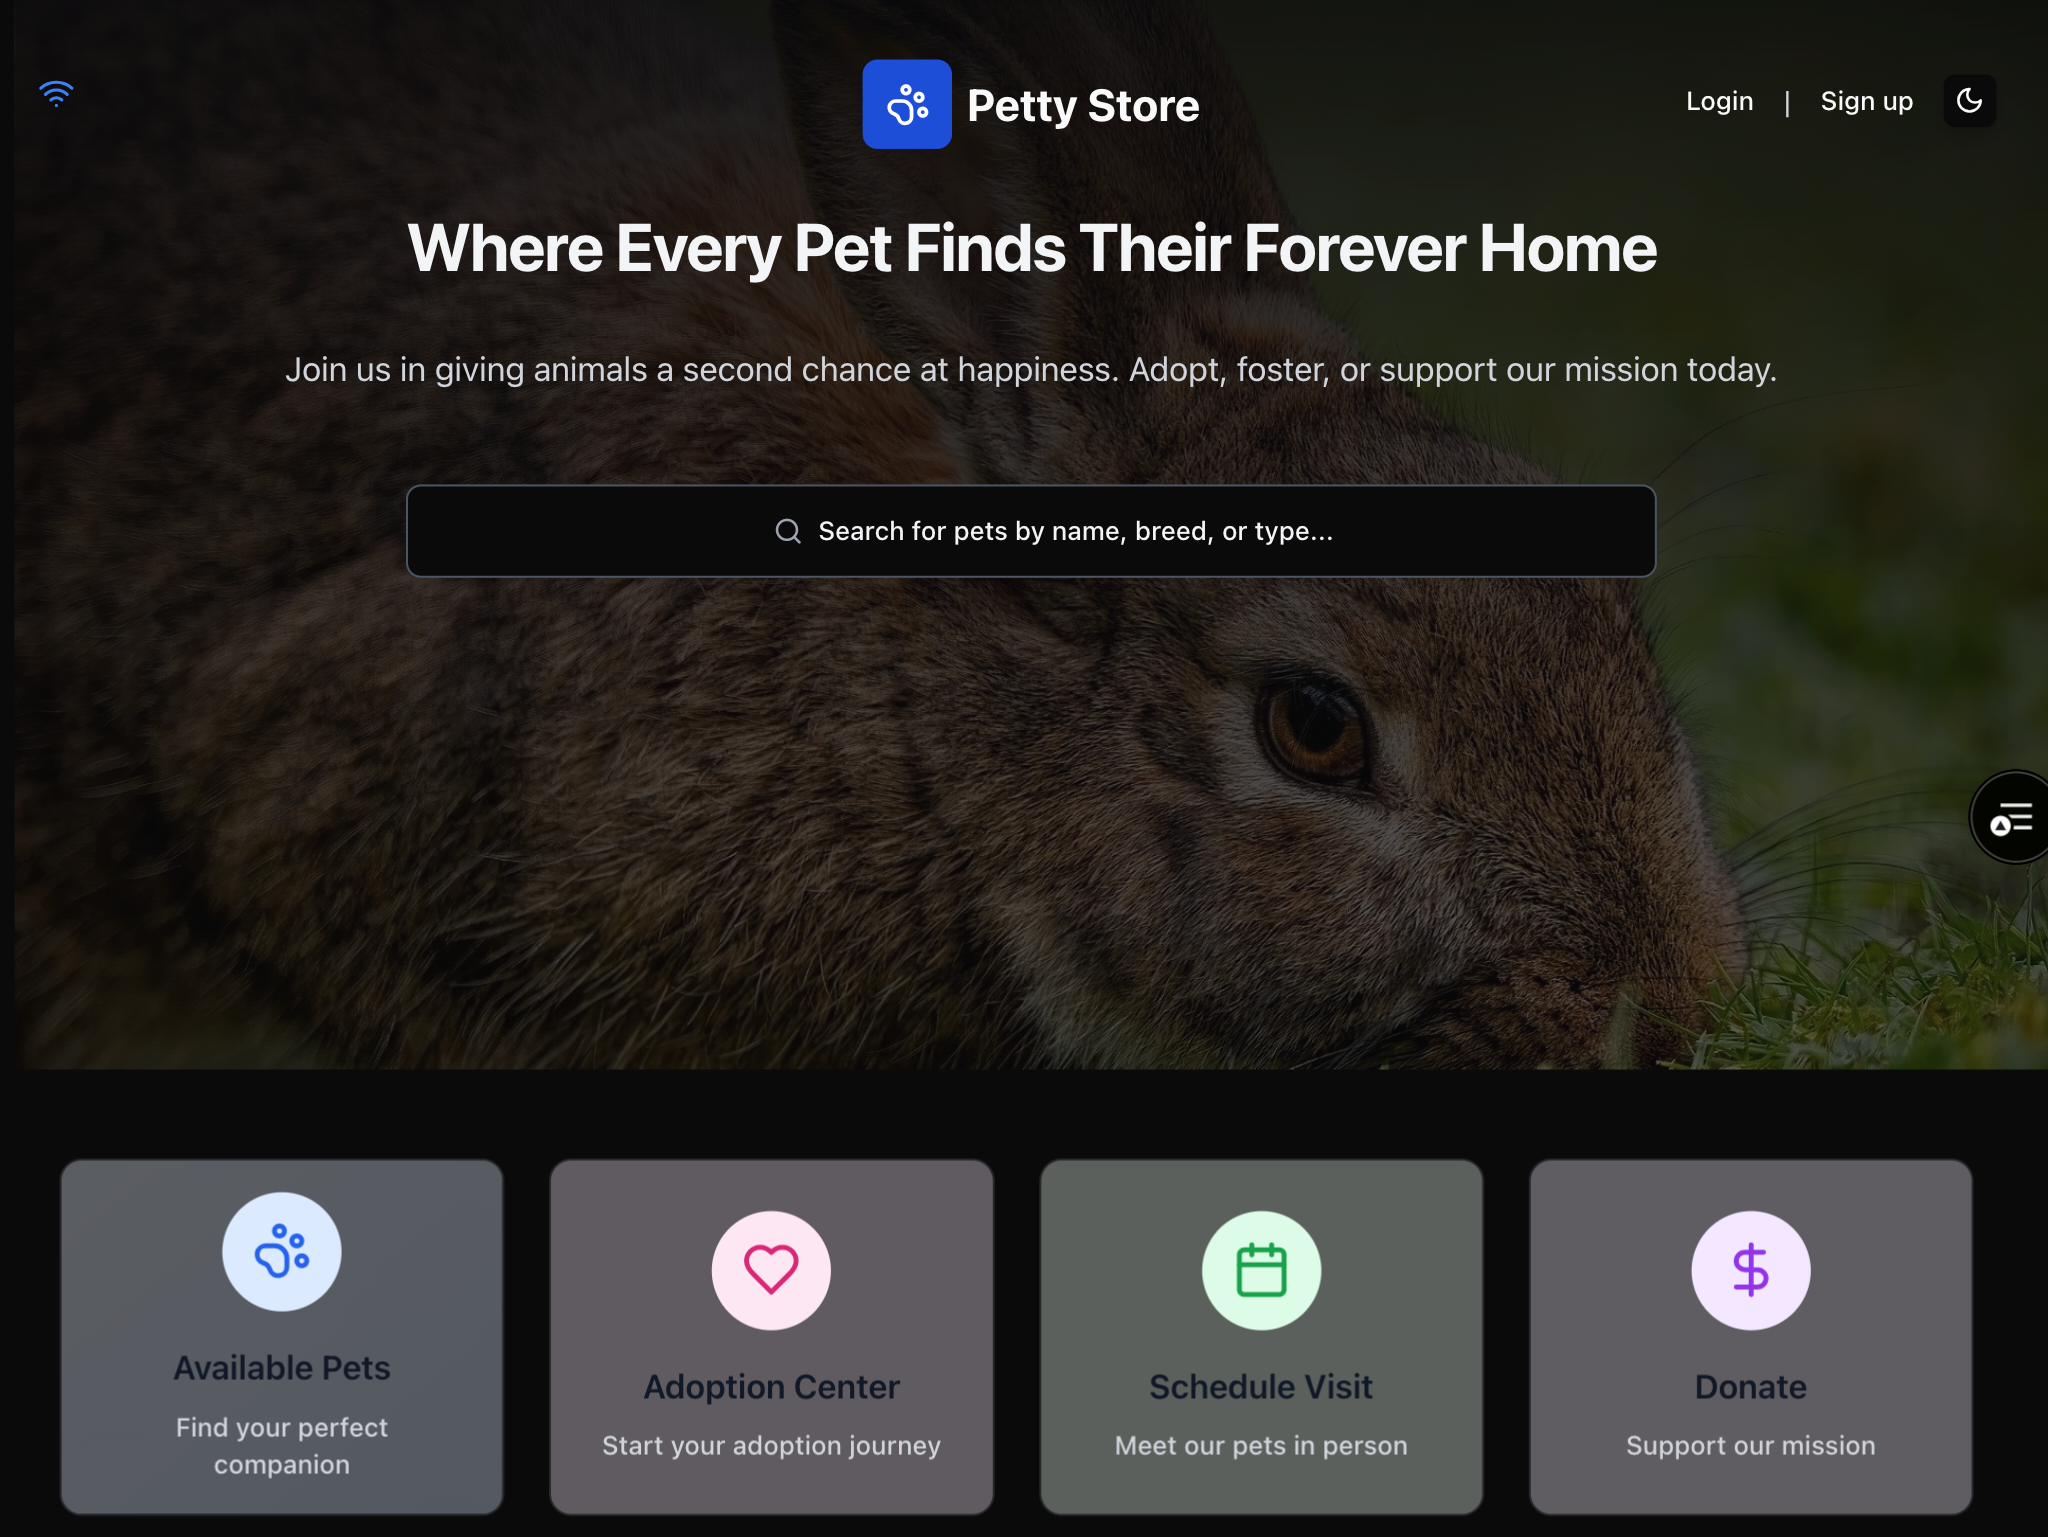 Petty Store
Login | Sign up
Where Every Pet Finds Their Forever Home
Join us in giving animals a second chance at happiness. Adopt, foster, or support our mission today.
Search for pets by name, breed, or type...
Available Pets
Find your perfect
companion
Adoption Center
Start your adoption journey
Schedule Visit
Meet our pets in person
Donate
Support our mission